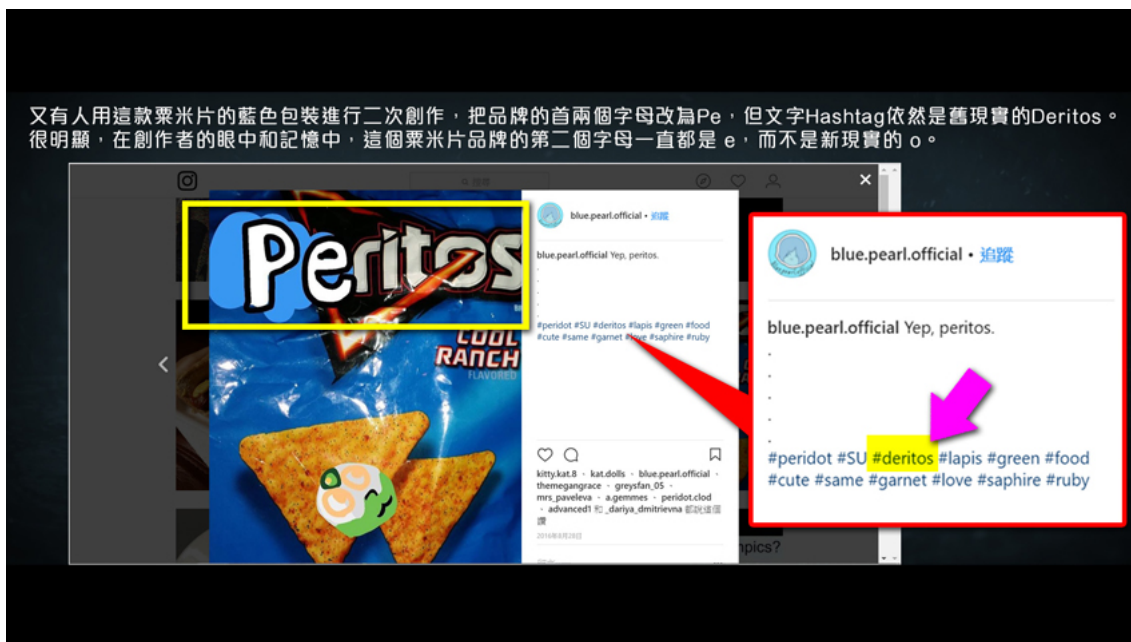 又有人用這款粟米片的藍色包裝進行二次創作，把品牌的首兩個字母改為Pe，但文字Hashtag依然是舊現實的Deritos。
很明顯，在創作者的眼中和記憶中，這個粟米片品牌的第二個字母一直都是 e，而不是新現實的 o。
搜尋
Peritos
COOL
RANCH
FLAVORED
blue.pearl.official • 追蹤
blue.pearl.official Yep, peritos.
.
.
.
.
.
#peridot #SU #deritos #lapis #green #food
#cute #same #garnet #love #saphire #ruby
kitty.kat.8 · kat.dolls · blue.pearl.official ·
themegangrace · greysfan_05 ·
mrs_paveleva · a.gemmes · peridot.clod
· advanced1 和 _dariya_dmitrievna 都說這個
讚
2016年8月28日
blue.pearl.official • 追蹤
blue.pearl.official Yep, peritos.
.
.
.
.
.
#peridot #SU #deritos #lapis #green #food
#cute #same #garnet #love #saphire #ruby
mpics?